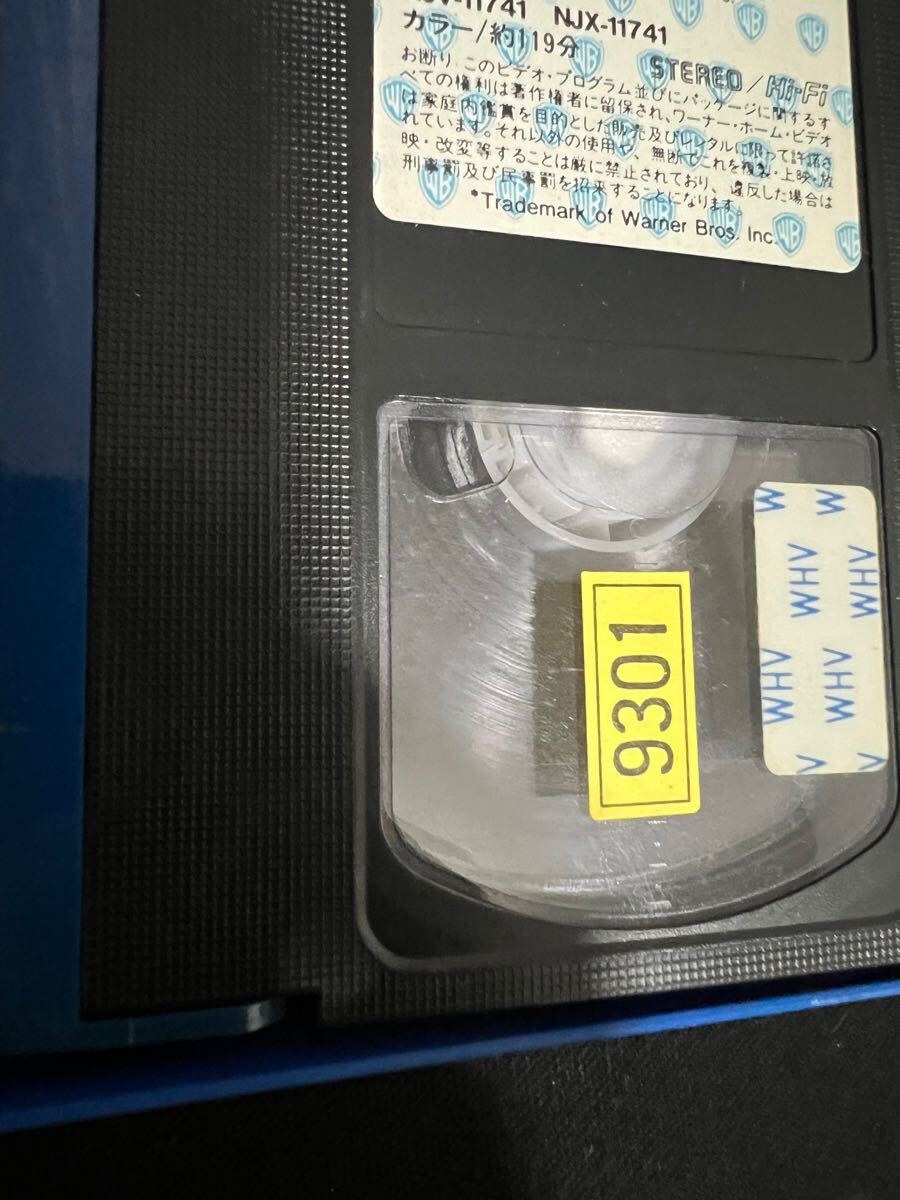 11741 NJX-11741
カラー/約119分
STEREO / Hi-Fi
お断り、このビデオ・プログラム並びにパッケージに関するす
べての権利は著作権者に留保され、ワーナー・ホーム・ビデオ
は家庭内鑑賞を目的とした販売及びレンタルに限って許諾さ
れています。それ以外の使用や、無断でこれを複製・上映・放
映・改変等することは厳に禁止されており、違反した場合は
刑事罰及び民事罰を招来することになります。
*Trademark of Warner Bros. Inc.
9301
W W
WHV WHV
WHV WHV
V V